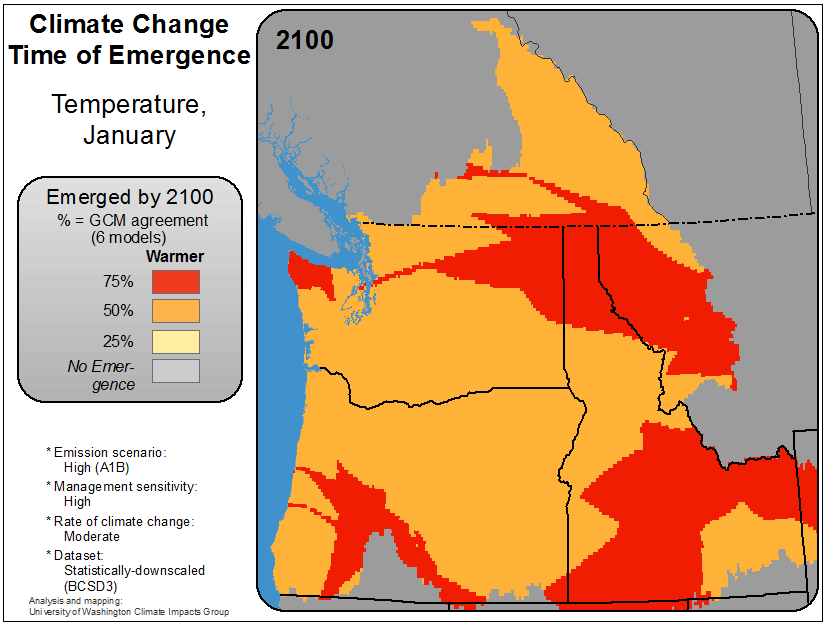 Climate Change
Time of Emergence
Temperature,
January
Emerged by 2100
% = GCM agreement
(6 models)
Warmer
75%
50%
25%
No Emer-
gence
* Emission scenario:
High (A1B)
* Management sensitivity:
High
* Rate of climate change:
Moderate
* Dataset:
Statistically-downscaled
(BCSD3)
Analysis and mapping:
University of Washington Climate Impacts Group
2100